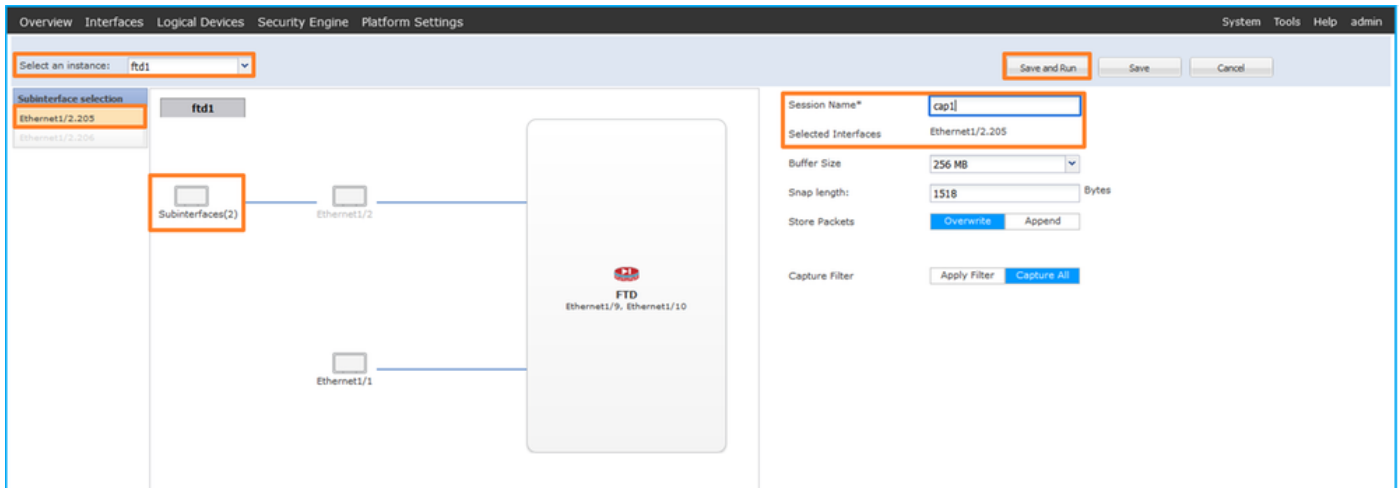 Overview Interfaces Logical Devices Security Engine Platform Settings System Tools Help admin
Select an instance: ftd1 Save and Run Save Cancel
Subinterface selection
Ethernet1/2.205
Ethernet1/2.206
ftd1
Subinterfaces(2)
Ethernet1/2
Ethernet1/1
FTD
Ethernet1/9, Ethernet1/10
Session Name* cap1
Selected Interfaces Ethernet1/2.205
Buffer Size 256 MB
Snap length: 1518 Bytes
Store Packets Overwrite Append
Capture Filter Apply Filter Capture All